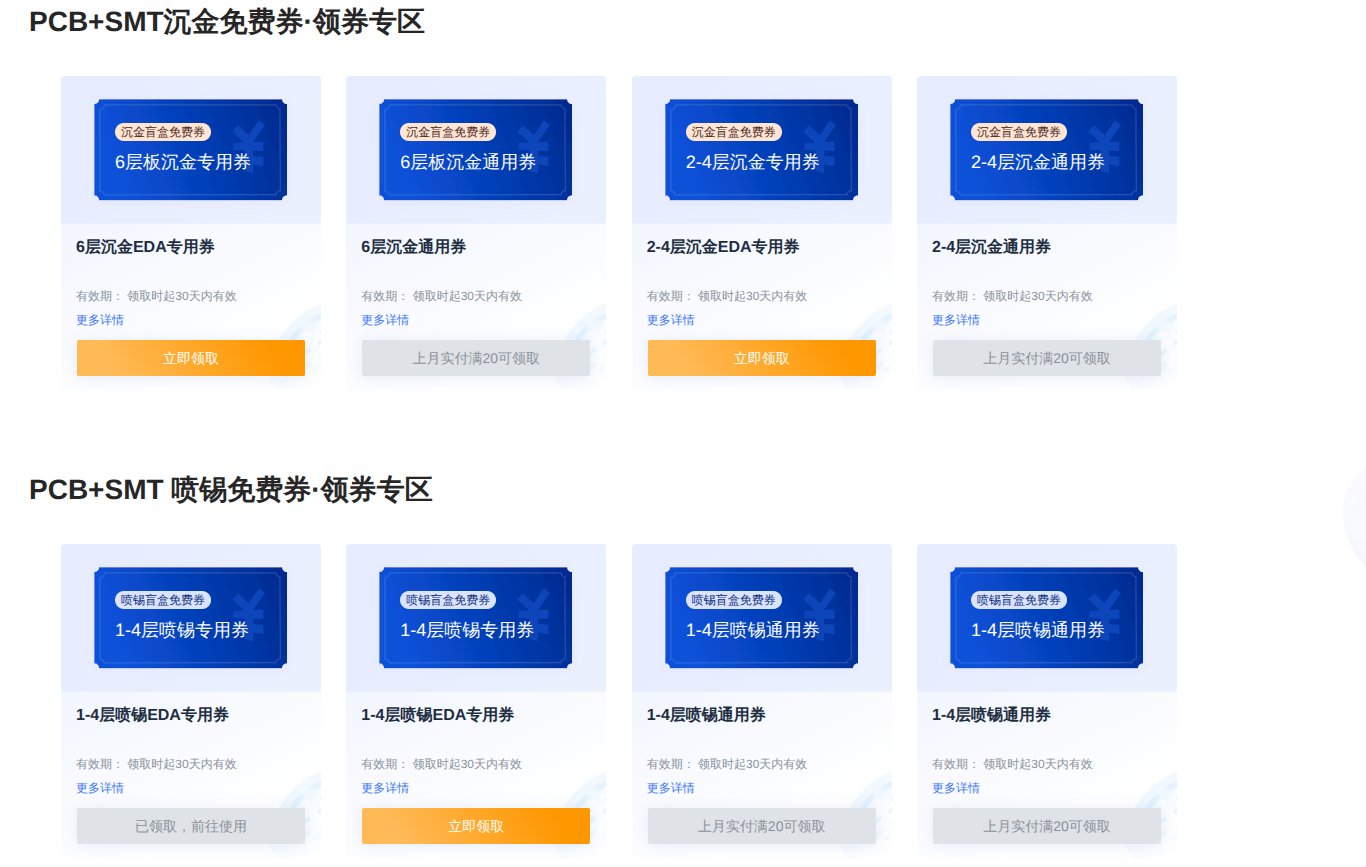 PCB+SMT沉金免费券·领券专区
沉金盲盒免费券 沉金盲盒免费券 沉金盲盒免费券 沉金盲盒免费券
6层板沉金专用券 6层板沉金通用券 2-4层沉金专用券 2-4层沉金通用券
6层沉金EDA专用券 6层沉金通用券 2-4层沉金EDA专用券 2-4层沉金通用券
有效期： 领取时起30天内有效 有效期： 领取时起30天内有效 有效期： 领取时起30天内有效 有效期： 领取时起30天内有效
更多详情 更多详情 更多详情 更多详情
立即领取 上月实付满20可领取 立即领取 上月实付满20可领取
PCB+SMT 喷锡免费券·领券专区
喷锡盲盒免费券 喷锡盲盒免费券 喷锡盲盒免费券 喷锡盲盒免费券
1-4层喷锡专用券 1-4层喷锡专用券 1-4层喷锡通用券 1-4层喷锡通用券
1-4层喷锡EDA专用券 1-4层喷锡EDA专用券 1-4层喷锡通用券 1-4层喷锡通用券
有效期： 领取时起30天内有效 有效期： 领取时起30天内有效 有效期： 领取时起30天内有效 有效期： 领取时起30天内有效
更多详情 更多详情 更多详情 更多详情
已领取，前往使用 立即领取 上月实付满20可领取 上月实付满20可领取